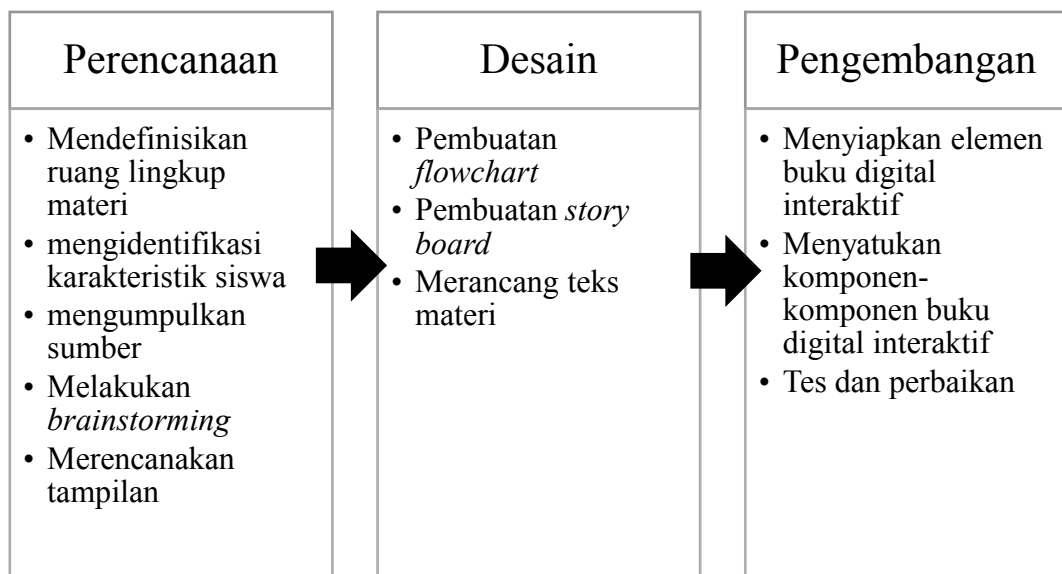 Perencanaan
• Mendefinisikan
ruang lingkup
materi
• mengidentifikasi
karakteristik siswa
• mengumpulkan
sumber
• Melakukan
brainstorming
• Merencanakan
tampilan
Desain
• Pembuatan
flowchart
• Pembuatan story
board
• Merancang teks
materi
Pengembangan
• Menyiapkan elemen
buku digital
interaktif
• Menyatukan
komponen-
komponen buku
digital interaktif
• Tes dan perbaikan